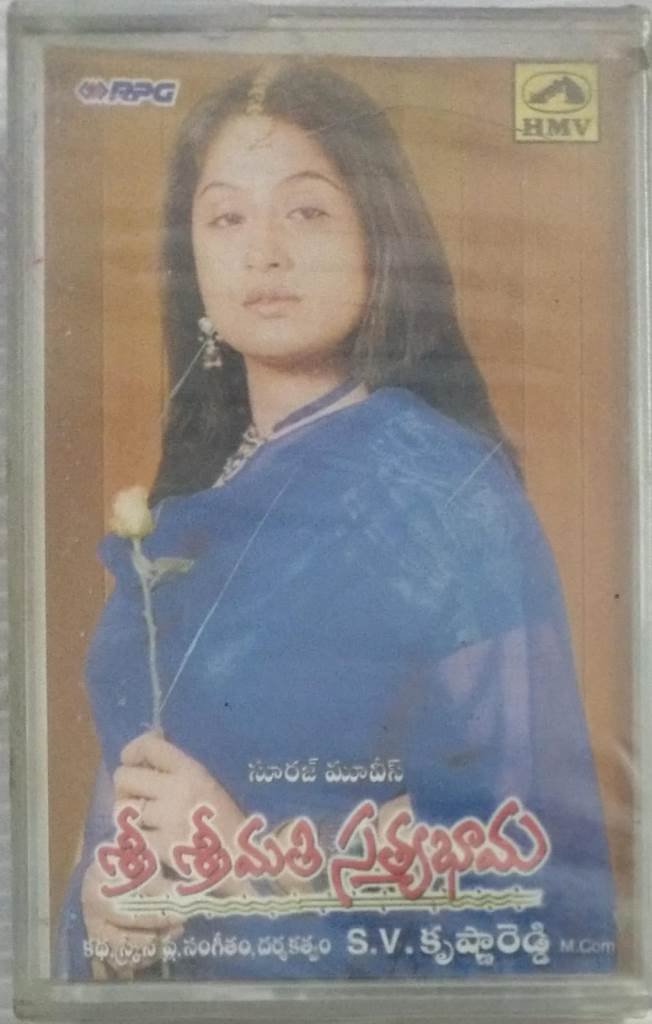 RPG
HMV
సూరజ్ మూవీస్
శ్రీ శ్రీమతి సత్యభామ
కథ, స్క్రీన్ ప్లే, సంగీతం, దర్శకత్వం S.V. కృష్ణారెడ్డి M.Com